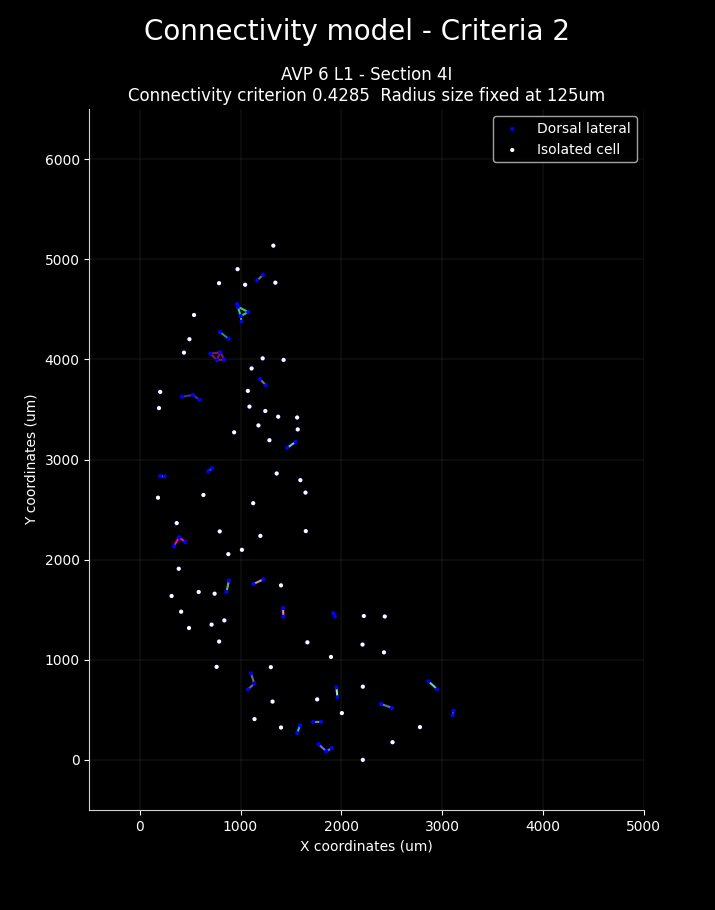 Connectivity model - Criteria 2
AVP 6 L1 - Section 4I
Connectivity criterion 0.4285  Radius size fixed at 125um
Dorsal lateral
Isolated cell
6000
5000
4000
3000
2000
1000
0
Y coordinates (um)
0 1000 2000 3000 4000 5000
X coordinates (um)